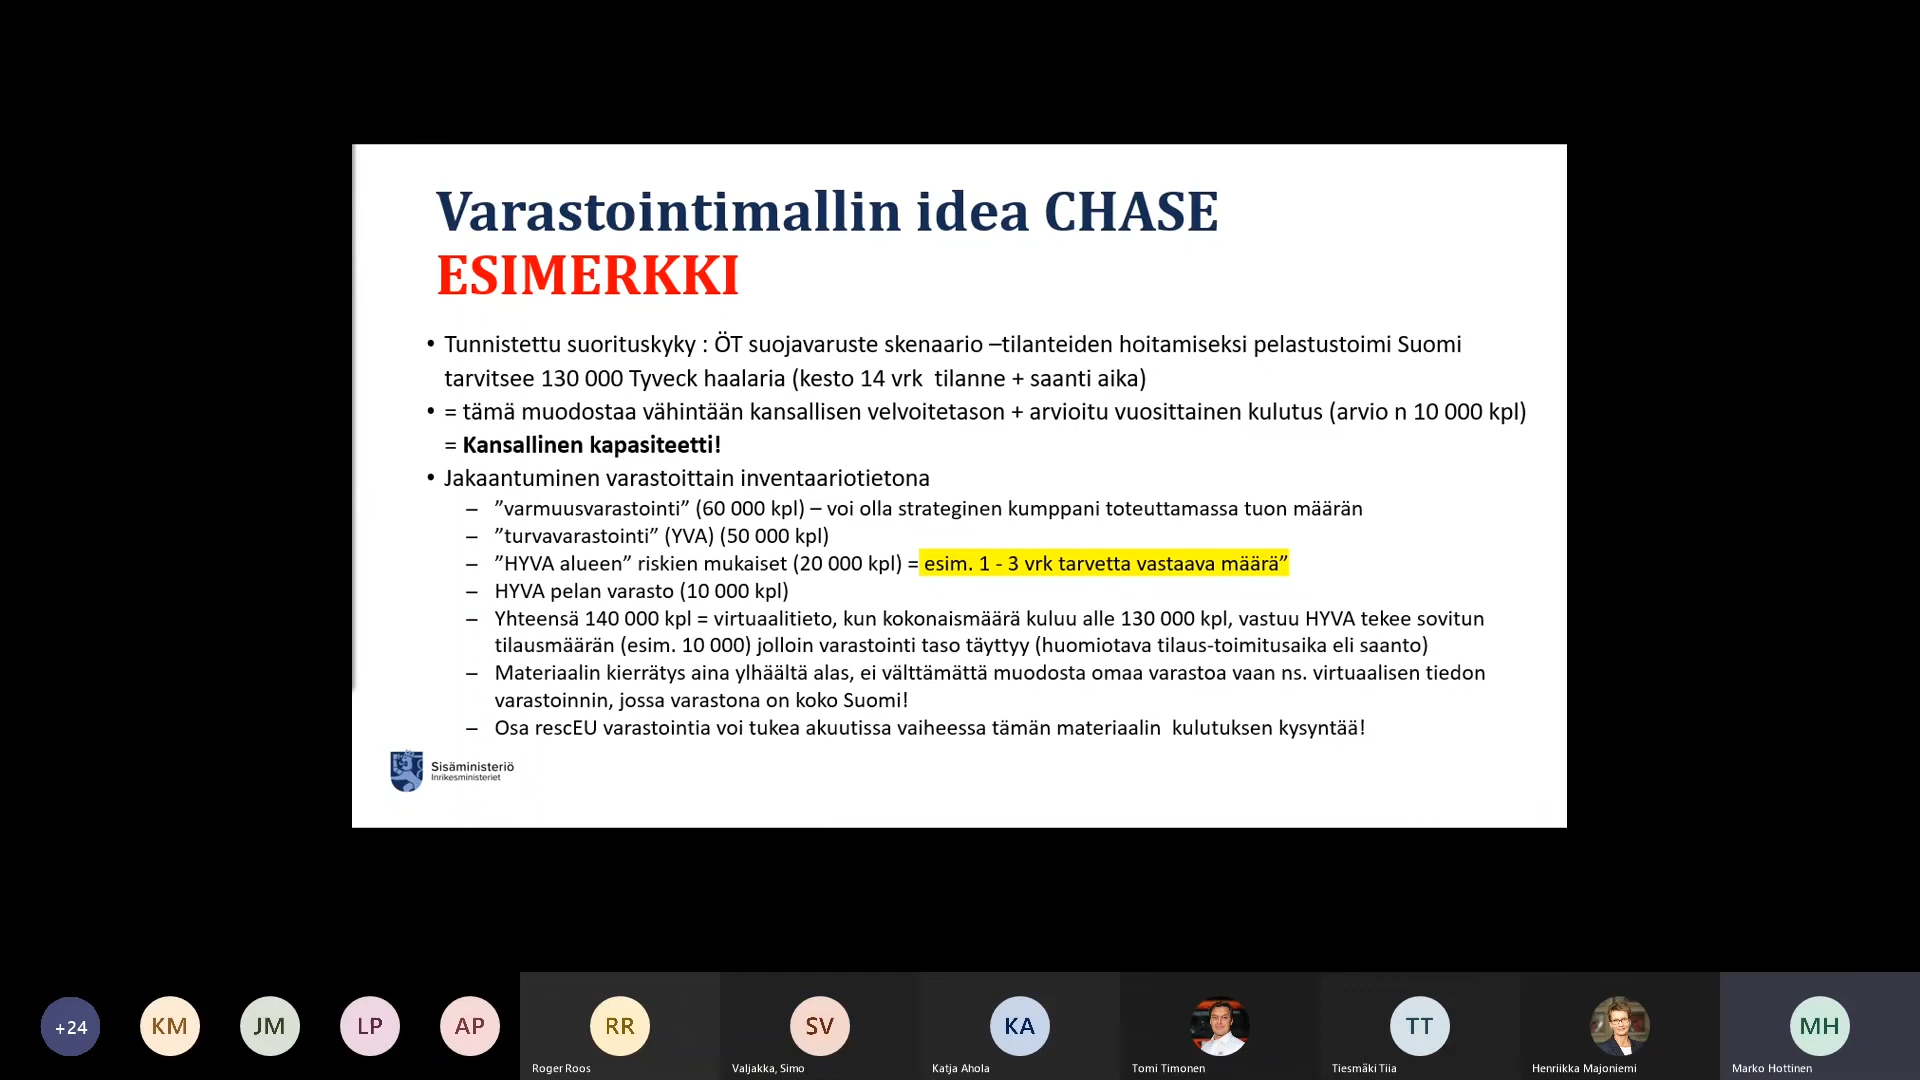 Varastointimallin idea CHASE
ESIMERKKI
• Tunnistettu suorituskyky : ÖT suojavaruste skenaario –tilanteiden hoitamiseksi pelastustoimi Suomi
tarvitsee 130 000 Tyveck haalaria (kesto 14 vrk  tilanne + saanti aika)
• = tämä muodostaa vähintään kansallisen velvoitetason + arvioitu vuosittainen kulutus (arvio n 10 000 kpl)
= Kansallinen kapasiteetti!
• Jakaantuminen varastoittain inventaariotietona
– ”varmuusvarastointi” (60 000 kpl) – voi olla strateginen kumppani toteuttamassa tuon määrän
– ”turvavarastointi” (YVA) (50 000 kpl)
– ”HYVA alueen” riskien mukaiset (20 000 kpl) = esim. 1 - 3 vrk tarvetta vastaava määrä”
– HYVA pelan varasto (10 000 kpl)
– Yhteensä 140 000 kpl = virtuaalitieto, kun kokonaismäärä kuluu alle 130 000 kpl, vastuu HYVA tekee sovitun
tilausmäärän (esim. 10 000) jolloin varastointi taso täyttyy (huomiotava tilaus-toimitusaika eli saanto)
– Materiaalin kierrätys aina ylhäältä alas, ei välttämättä muodosta omaa varastoa vaan ns. virtuaalisen tiedon
varastoinnin, jossa varastona on koko Suomi!
– Osa rescEU varastointia voi tukea akuutissa vaiheessa tämän materiaalin  kulutuksen kysyntää!
Sisäministeriö
Inrikesministeriet
+24 KM JM LP AP RR SV KA TT MH
Roger Roos Valjakka, Simo Katja Ahola Tomi Timonen Tiesmäki Tiia Henriikka Majoniemi Marko Hottinen